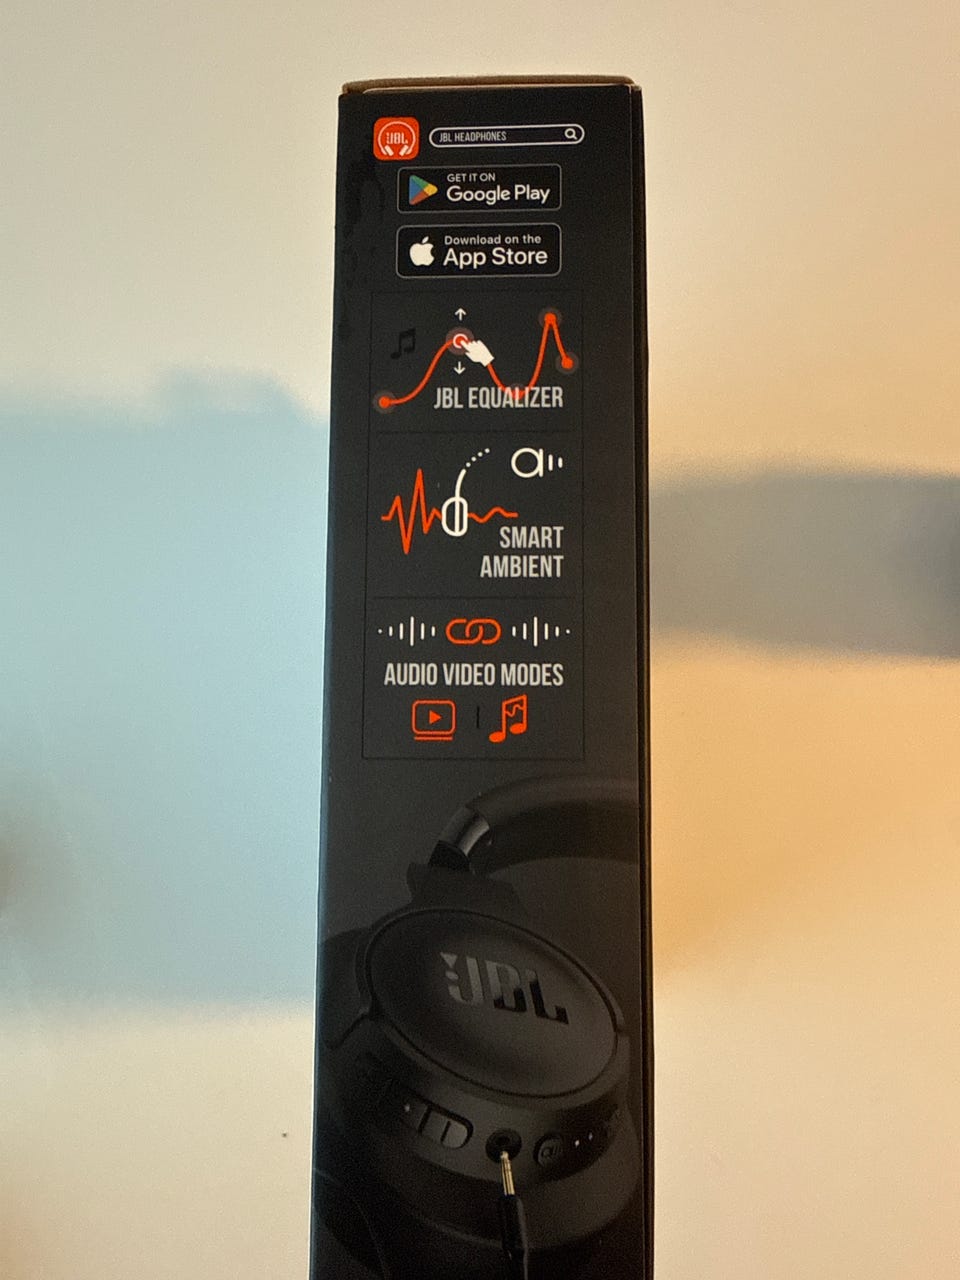 JBL
JBL HEADPHONES
GET IT ON
Google Play
Download on the
App Store
JBL EQUALIZER
SMART
AMBIENT
AUDIO VIDEO MODES
JBL